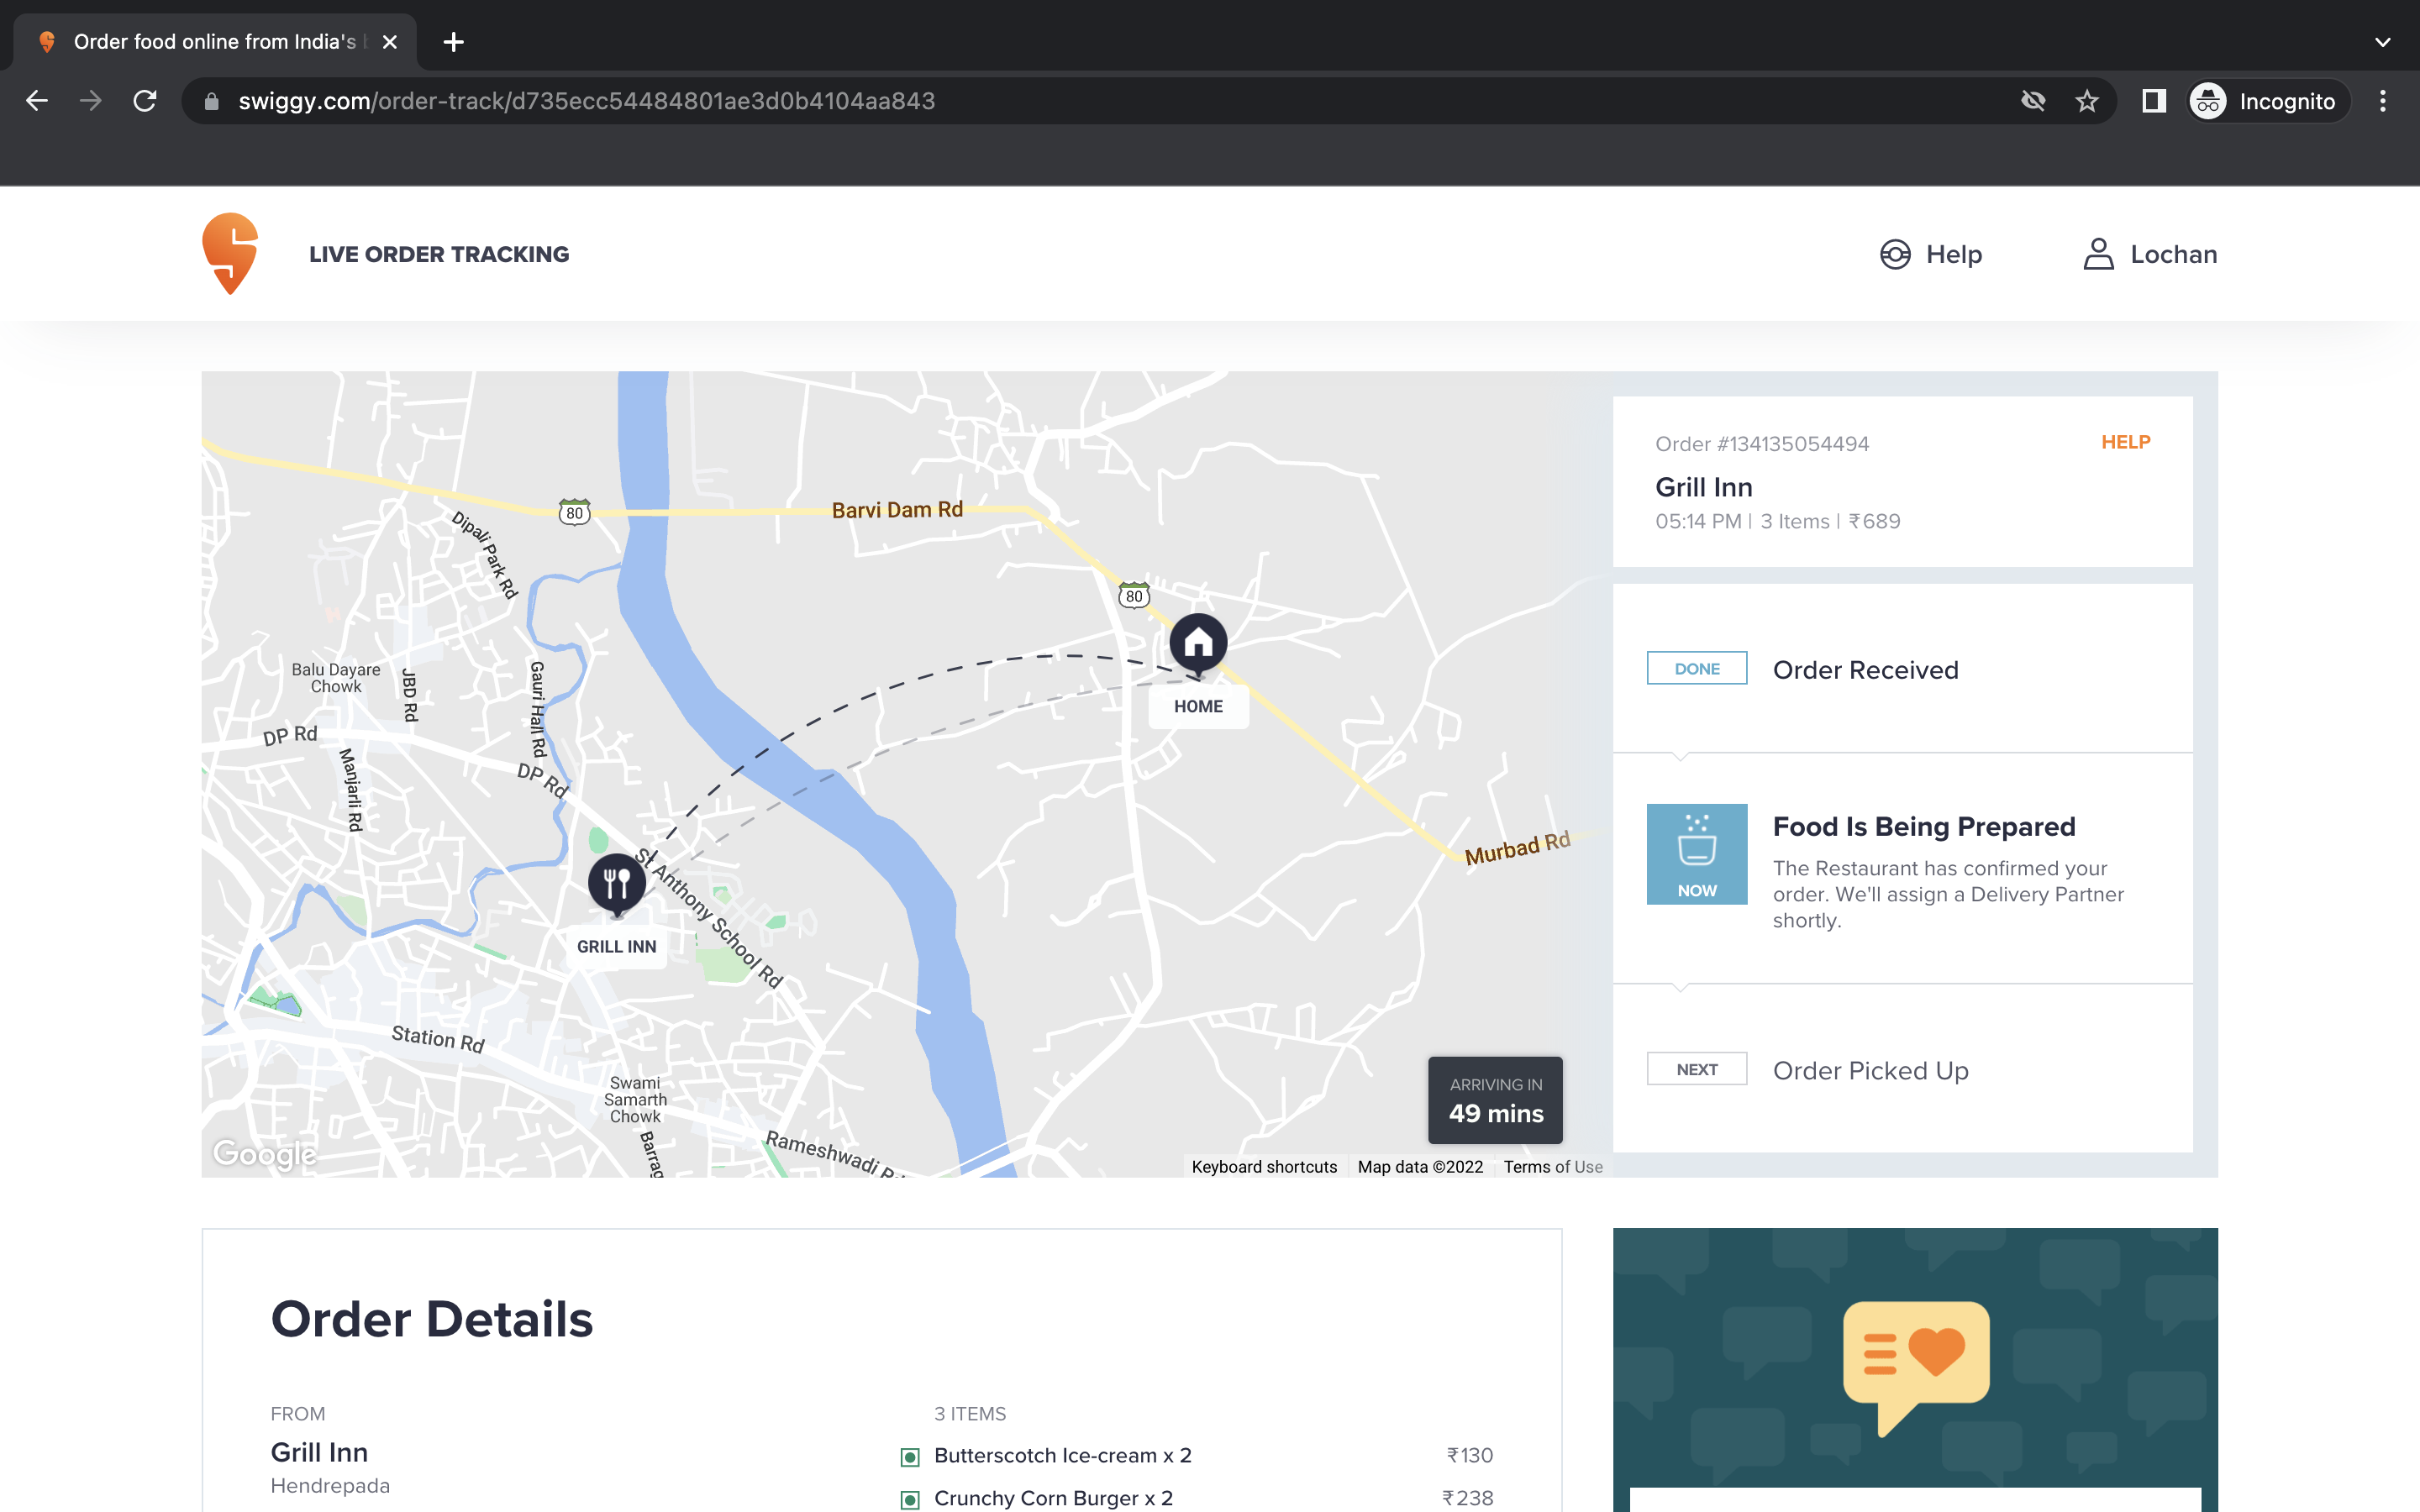 Order food online from India's
swiggy.com/order-track/d735ecc54484801ae3d0b4104aa843
Incognito
LIVE ORDER TRACKING
Help
Lochan
80
Barvi Dam Rd
Dipali Park Rd
80
Balu Dayare
Chowk
JBD Rd
Gauri Hall Rd
HOME
DP Rd
Manjarli Rd
DP Rd
Murbad Rd
St Anthony School Rd
GRILL INN
Station Rd
Swami
Samarth
Chowk
Rameshwadi
ARRIVING IN
49 mins
Google
Keyboard shortcuts
Map data ©2022
Terms of Use
Order #134135054494
HELP
Grill Inn
05:14 PM | 3 Items | ₹689
DONE
Order Received
NOW
Food Is Being Prepared
The Restaurant has confirmed your
order. We'll assign a Delivery Partner
shortly.
NEXT
Order Picked Up
Order Details
FROM
Grill Inn
Hendrepada
3 ITEMS
Butterscotch Ice-cream x 2 ₹130
Crunchy Corn Burger x 2 ₹238